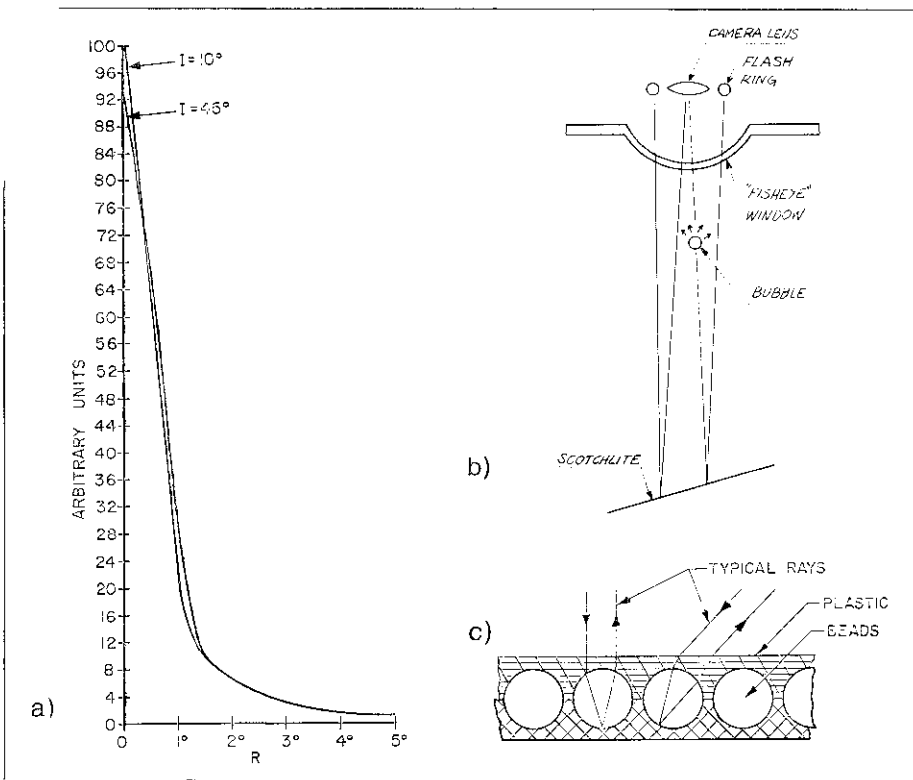 100
96
92
88
84
80
76
72
68
64
60
56
52
48
44
40
36
32
28
24
20
16
12
8
4
0
ARBITRARY UNITS
I=10°
I=45°
0 1° 2° 3° 4° 5°
R
a)
CAMERA LENS
FLASH
RING
"FISHEYE"
WINDOW
BUBBLE
SCOTCHLITE
b)
TYPICAL RAYS
PLASTIC
BEADS
c)